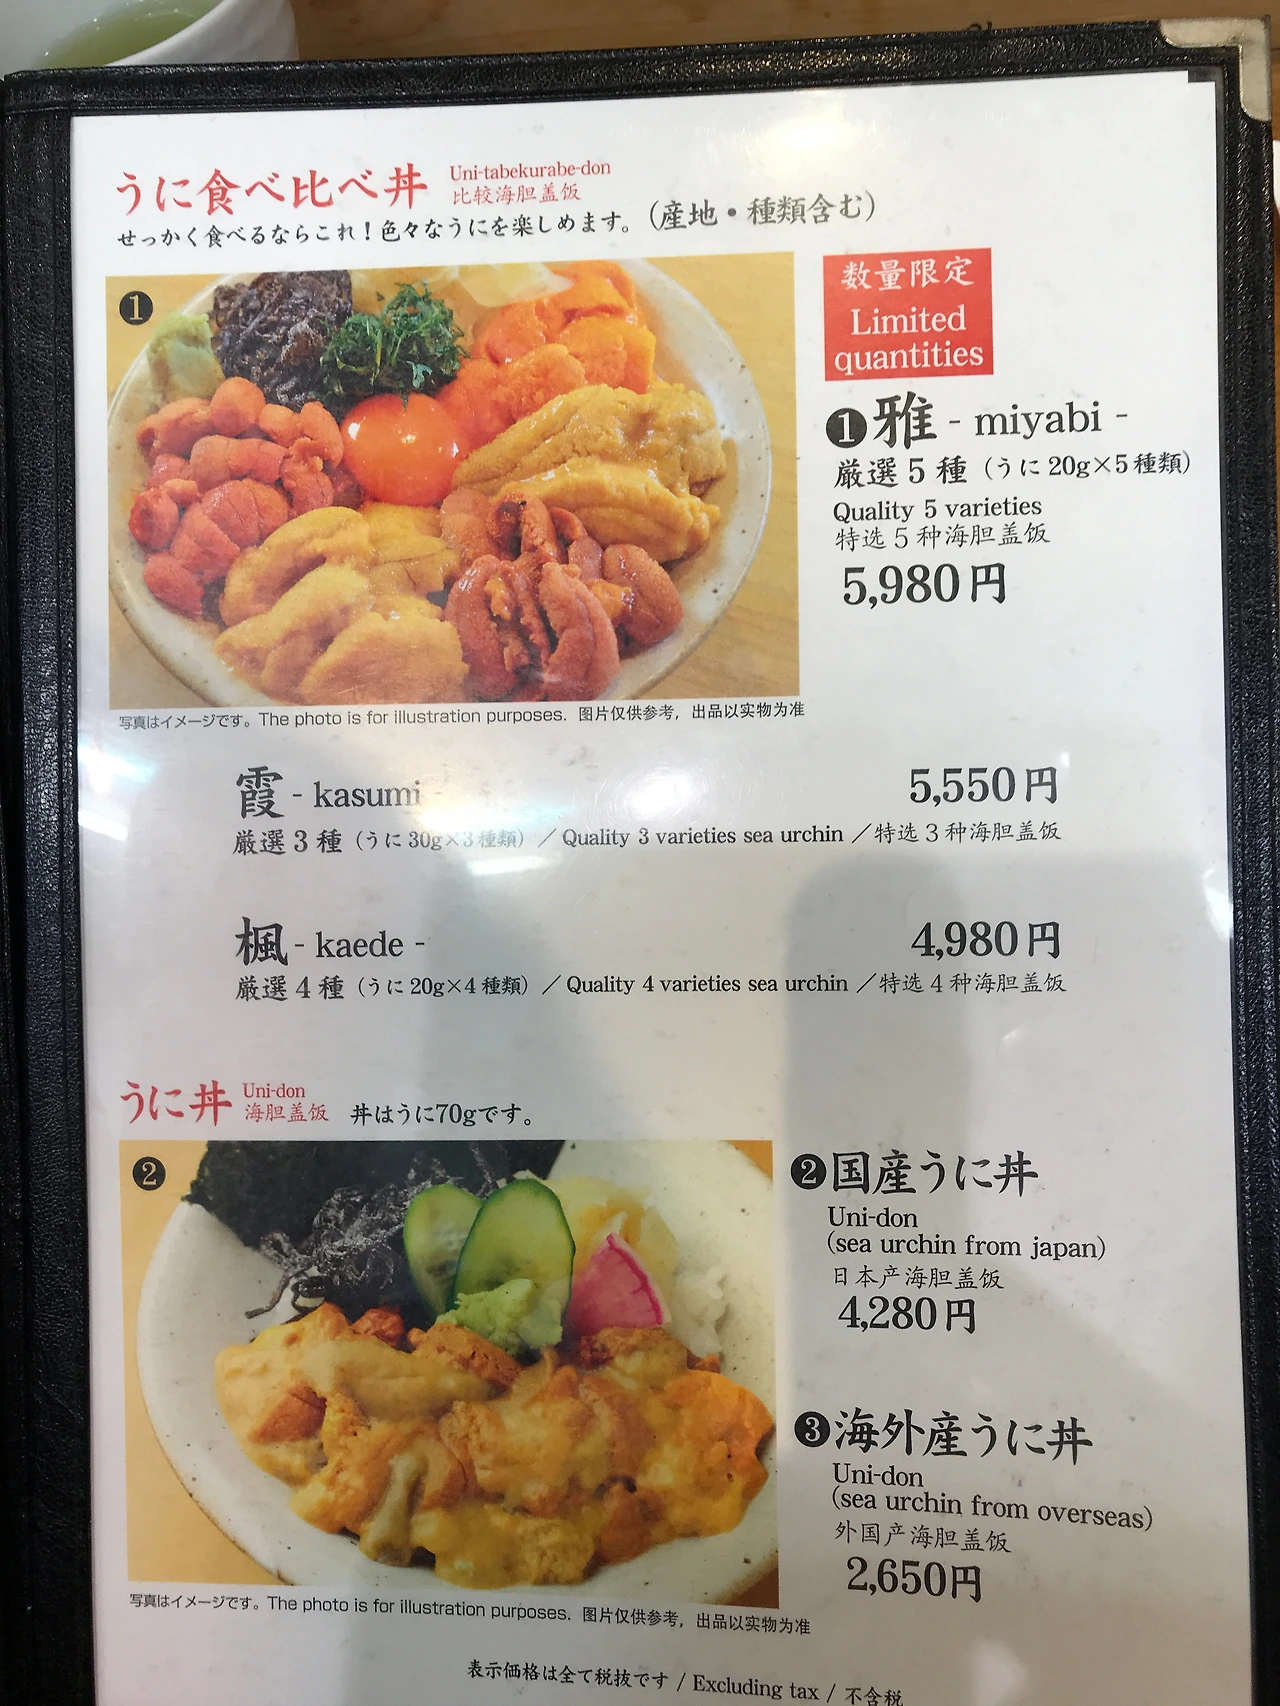 うに食べ比べ丼
Uni-tabekurabe-don
比较海胆盖饭
せっかく食べるならこれ！色々なうにを楽しめます。（産地・種類含む）
❶
数量限定
Limited
quantities
❶雅 - miyabi -
厳選5種（うに20g×5種類）
Quality 5 varieties
特选5种海胆盖饭
5,980円
写真はイメージです。The photo is for illustration purposes. 图片仅供参考，出品以实物为准
霞 - kasumi -
5,550円
厳選3種（うに30g×3種類）／Quality 3 varieties sea urchin／特选3种海胆盖饭
楓 - kaede -
4,980円
厳選4種（うに20g×4種類）／Quality 4 varieties sea urchin／特选4种海胆盖饭
うに丼
Uni-don
海胆盖饭
丼はうに70gです。
❷
❷国産うに丼
Uni-don
(sea urchin from japan)
日本产海胆盖饭
4,280円
❸海外産うに丼
Uni-don
(sea urchin from overseas)
外国产海胆盖饭
2,650円
写真はイメージです。The photo is for illustration purposes. 图片仅供参考，出品以实物为准
表示価格は全て税抜です / Excluding tax / 不含税